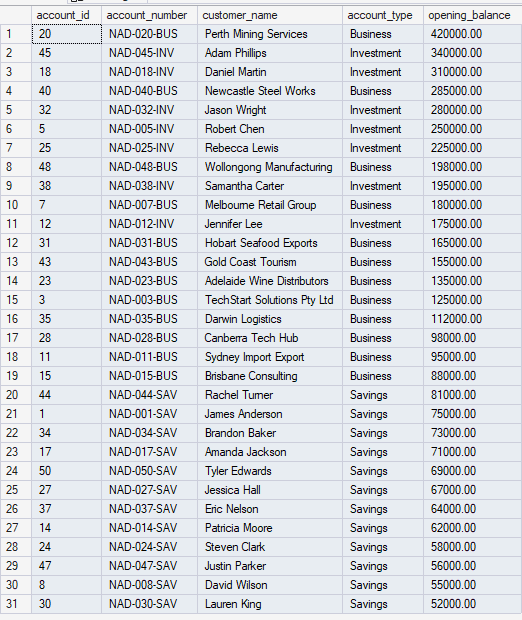 account_id account_number customer_name account_type opening_balance
1 20 NAD-020-BUS Perth Mining Services Business 420000.00
2 45 NAD-045-INV Adam Phillips Investment 340000.00
3 18 NAD-018-INV Daniel Martin Investment 310000.00
4 40 NAD-040-BUS Newcastle Steel Works Business 285000.00
5 32 NAD-032-INV Jason Wright Investment 280000.00
6 5 NAD-005-INV Robert Chen Investment 250000.00
7 25 NAD-025-INV Rebecca Lewis Investment 225000.00
8 48 NAD-048-BUS Wollongong Manufacturing Business 198000.00
9 38 NAD-038-INV Samantha Carter Investment 195000.00
10 7 NAD-007-BUS Melbourne Retail Group Business 180000.00
11 12 NAD-012-INV Jennifer Lee Investment 175000.00
12 31 NAD-031-BUS Hobart Seafood Exports Business 165000.00
13 43 NAD-043-BUS Gold Coast Tourism Business 155000.00
14 23 NAD-023-BUS Adelaide Wine Distributors Business 135000.00
15 3 NAD-003-BUS TechStart Solutions Pty Ltd Business 125000.00
16 35 NAD-035-BUS Darwin Logistics Business 112000.00
17 28 NAD-028-BUS Canberra Tech Hub Business 98000.00
18 11 NAD-011-BUS Sydney Import Export Business 95000.00
19 15 NAD-015-BUS Brisbane Consulting Business 88000.00
20 44 NAD-044-SAV Rachel Turner Savings 81000.00
21 1 NAD-001-SAV James Anderson Savings 75000.00
22 34 NAD-034-SAV Brandon Baker Savings 73000.00
23 17 NAD-017-SAV Amanda Jackson Savings 71000.00
24 50 NAD-050-SAV Tyler Edwards Savings 69000.00
25 27 NAD-027-SAV Jessica Hall Savings 67000.00
26 37 NAD-037-SAV Eric Nelson Savings 64000.00
27 14 NAD-014-SAV Patricia Moore Savings 62000.00
28 24 NAD-024-SAV Steven Clark Savings 58000.00
29 47 NAD-047-SAV Justin Parker Savings 56000.00
30 8 NAD-008-SAV David Wilson Savings 55000.00
31 30 NAD-030-SAV Lauren King Savings 52000.00